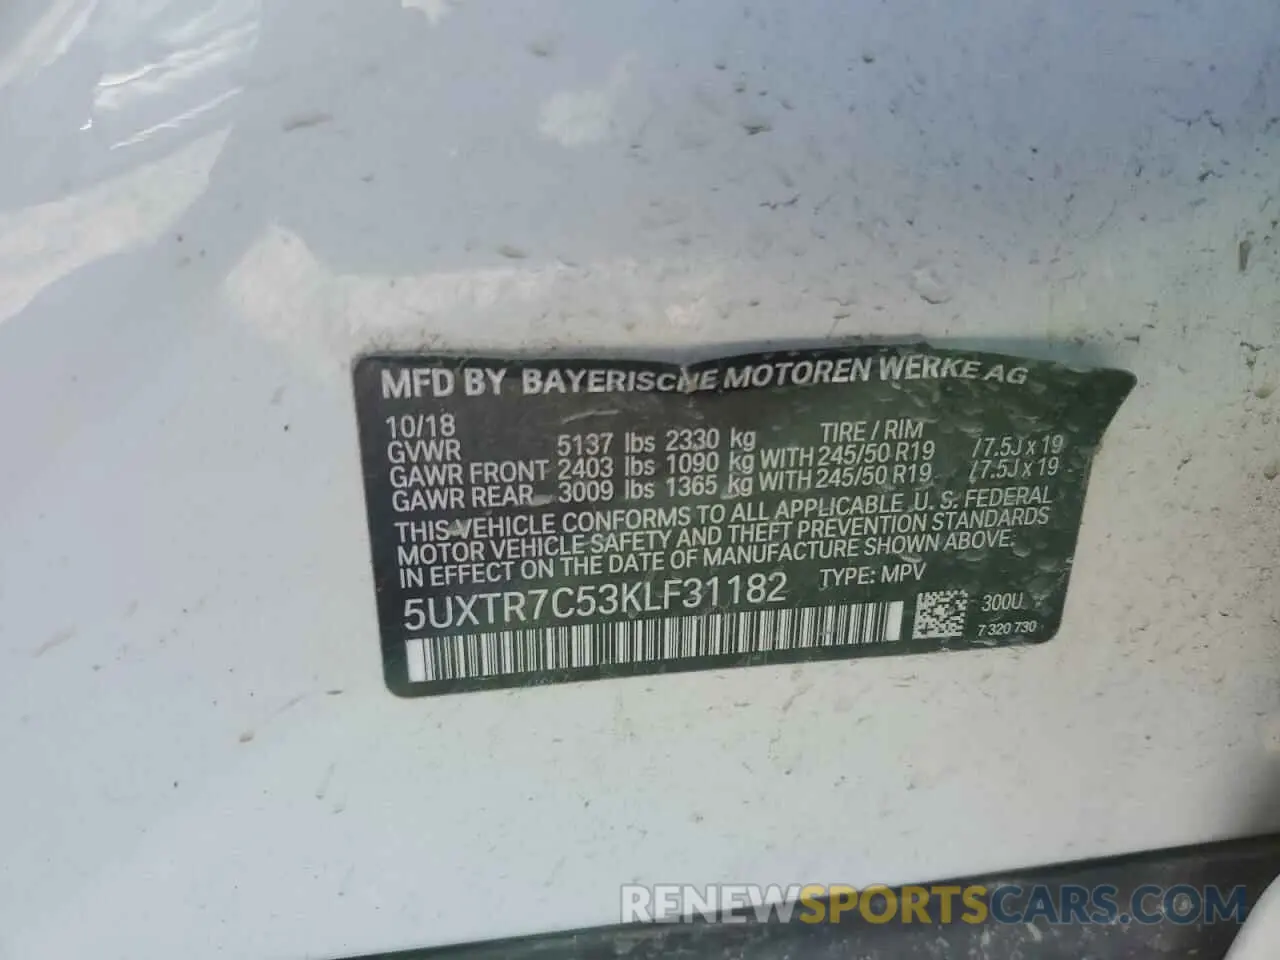 MFD BY BAYERISCHE MOTOREN WERKE AG
10/18
GVWR 5137 lbs 2330 kg TIRE / RIM
GAWR FRONT 2403 lbs 1090 kg WITH 245/50 R19 /7.5J x 19
GAWR REAR 3009 lbs 1365 kg WITH 245/50 R19 /7.5J x 19
THIS VEHICLE CONFORMS TO ALL APPLICABLE U. S. FEDERAL
MOTOR VEHICLE SAFETY AND THEFT PREVENTION STANDARDS
IN EFFECT ON THE DATE OF MANUFACTURE SHOWN ABOVE.
5UXTR7C53KLF31182 TYPE: MPV
300U
7 320 730
RENEWSPORTSCARS.COM